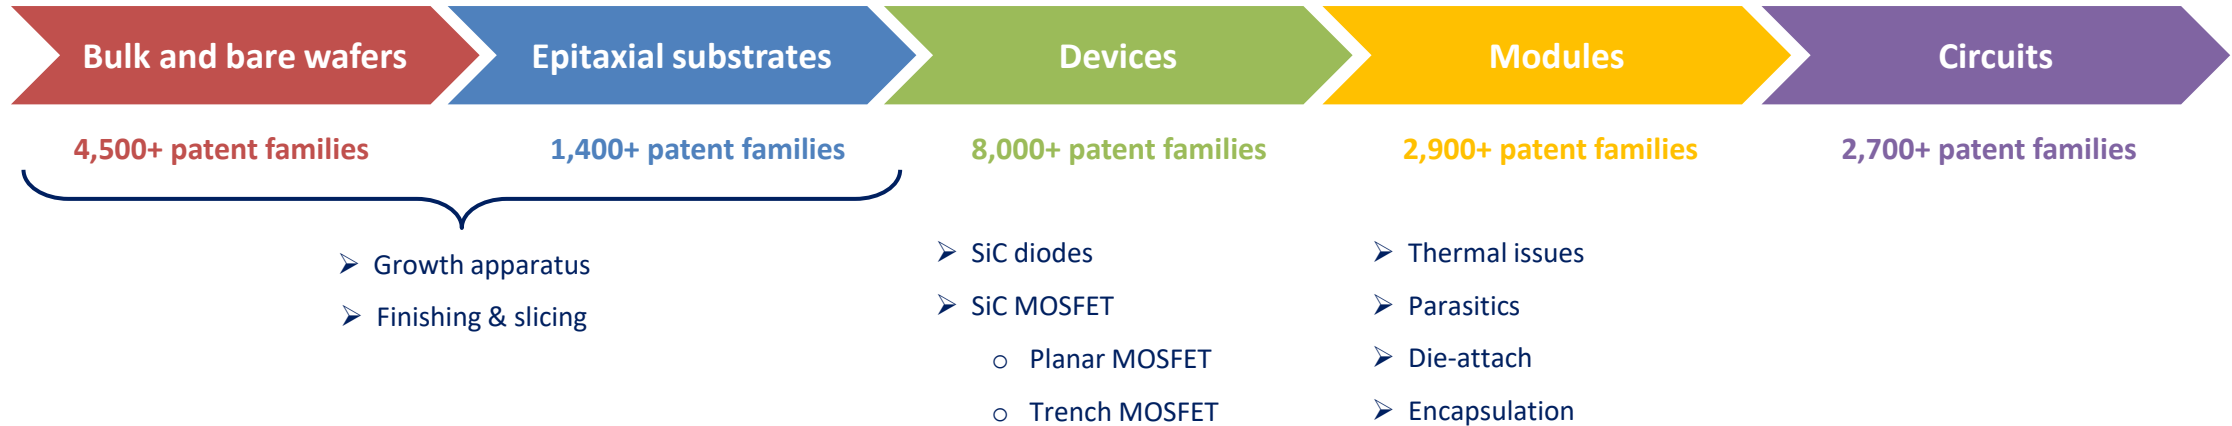 Bulk and bare wafers
Epitaxial substrates
Devices
Modules
Circuits
4,500+ patent families
1,400+ patent families
8,000+ patent families
2,900+ patent families
2,700+ patent families
➢ Growth apparatus
➢ Finishing & slicing
➢ SiC diodes
➢ SiC MOSFET
o Planar MOSFET
o Trench MOSFET
➢ Thermal issues
➢ Parasitics
➢ Die-attach
➢ Encapsulation